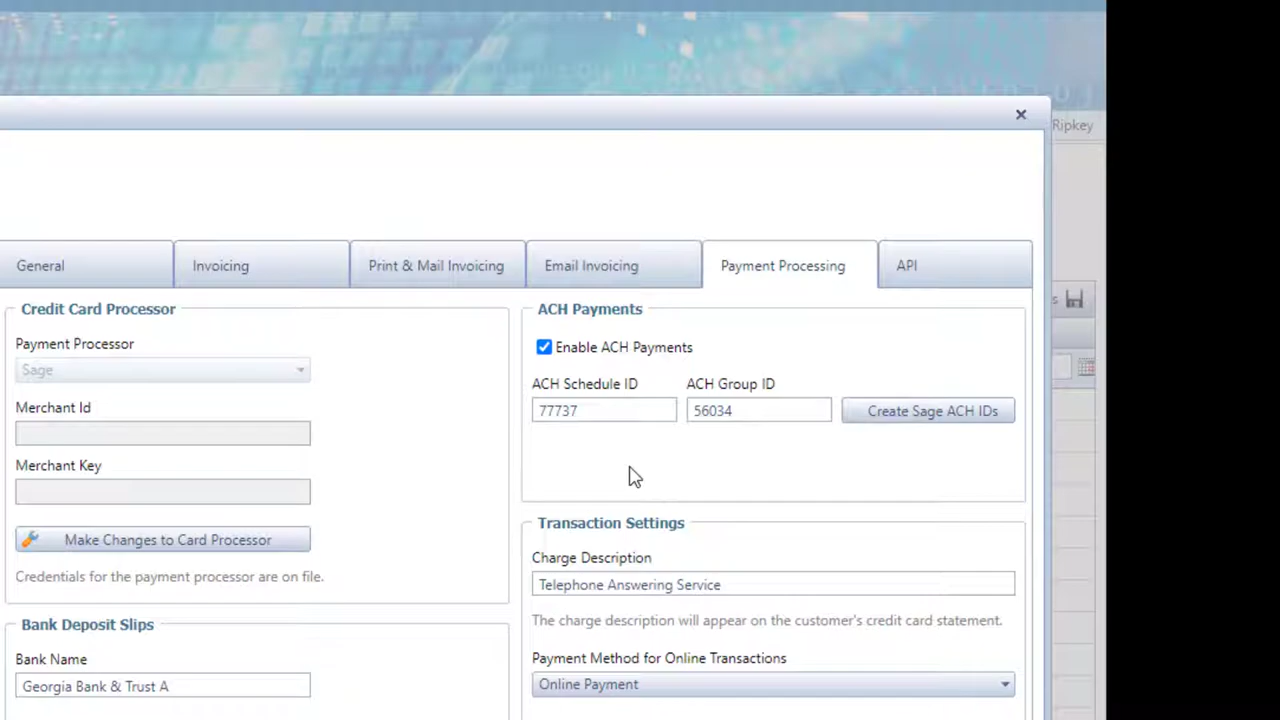 Ripkey
General
Invoicing
Print & Mail Invoicing
Email Invoicing
Payment Processing
API
Credit Card Processor
Payment Processor
Sage
Merchant Id
Merchant Key
Make Changes to Card Processor
Credentials for the payment processor are on file.
Bank Deposit Slips
Bank Name
Georgia Bank & Trust A
ACH Payments
Enable ACH Payments
ACH Schedule ID
ACH Group ID
77737
56034
Create Sage ACH IDs
Transaction Settings
Charge Description
Telephone Answering Service
The charge description will appear on the customer's credit card statement.
Payment Method for Online Transactions
Online Payment